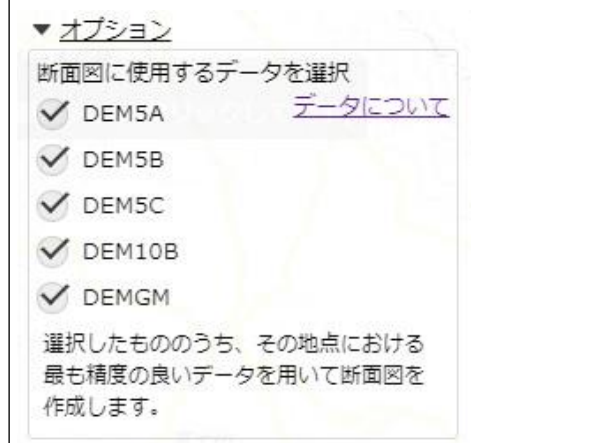 ▼ オプション
断面図に使用するデータを選択
データについて
DEM5A
DEM5B
DEM5C
DEM10B
DEMGM
選択したもののうち、その地点における
最も精度の良いデータを用いて断面図を
作成します。